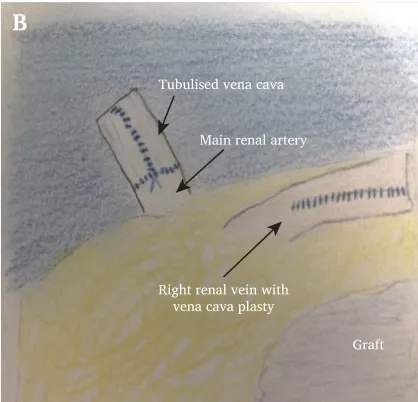 B
Tubulised vena cava
Main renal artery
Right renal vein with
vena cava plasty
Graft